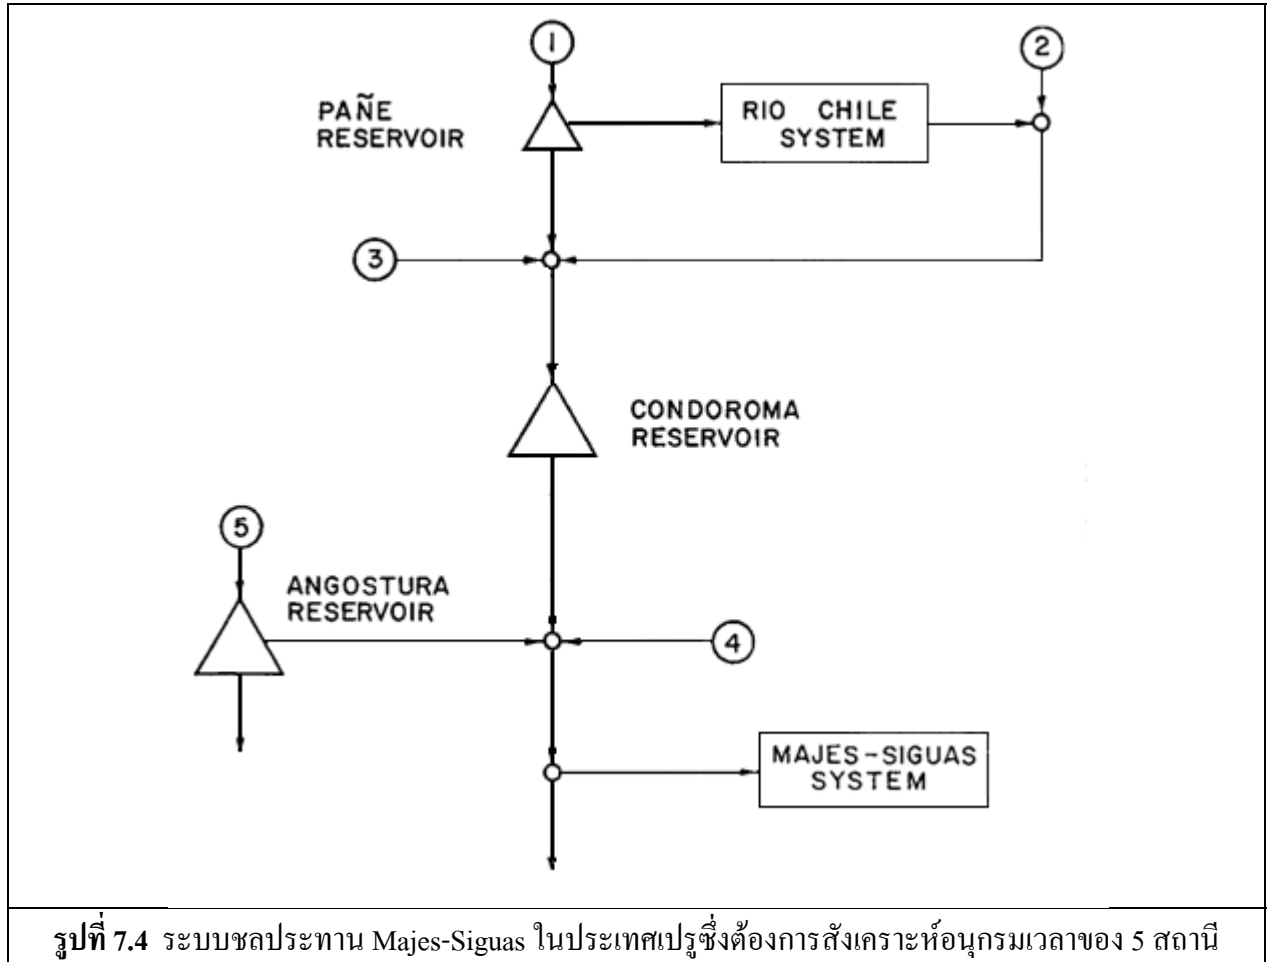 1
2
PAÑE
RESERVOIR
RIO CHILE
SYSTEM
3
CONDOROMA
RESERVOIR
5
ANGOSTURA
RESERVOIR
4
MAJES-SIGUAS
SYSTEM
รูปที่ 7.4 ระบบชลประทาน Majes-Siguas ในประเทศเปรูซึ่งต้องการสังเคราะห์อนุกรมเวลาของ 5 สถานี